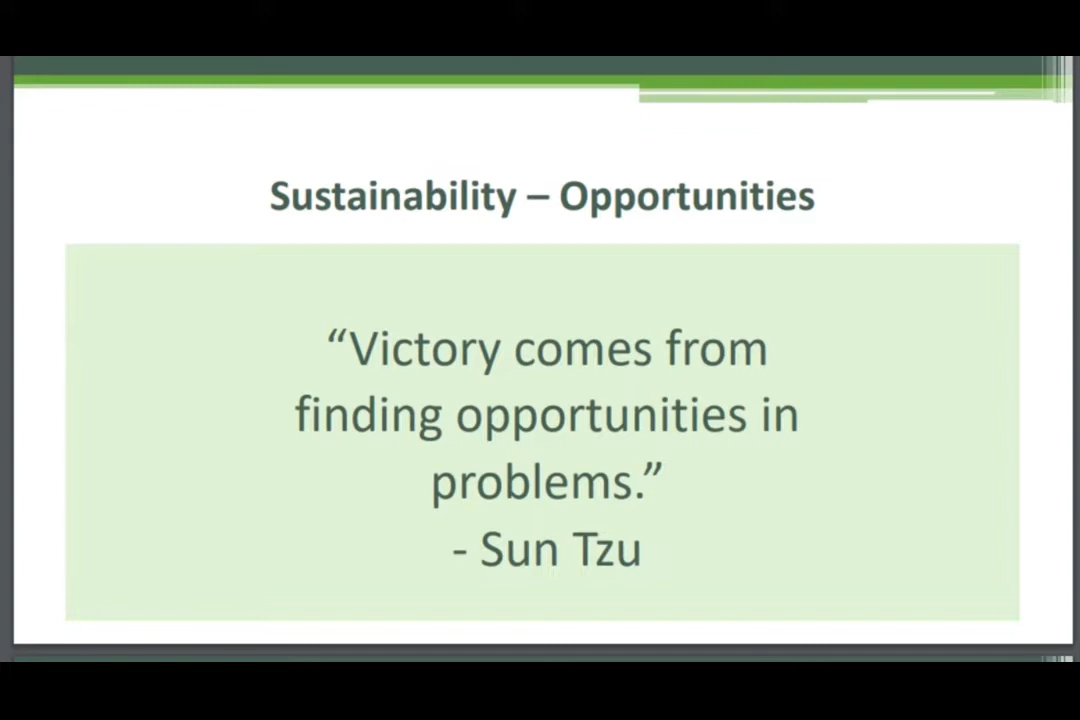 Sustainability – Opportunities
“Victory comes from
finding opportunities in
problems.”
- Sun Tzu